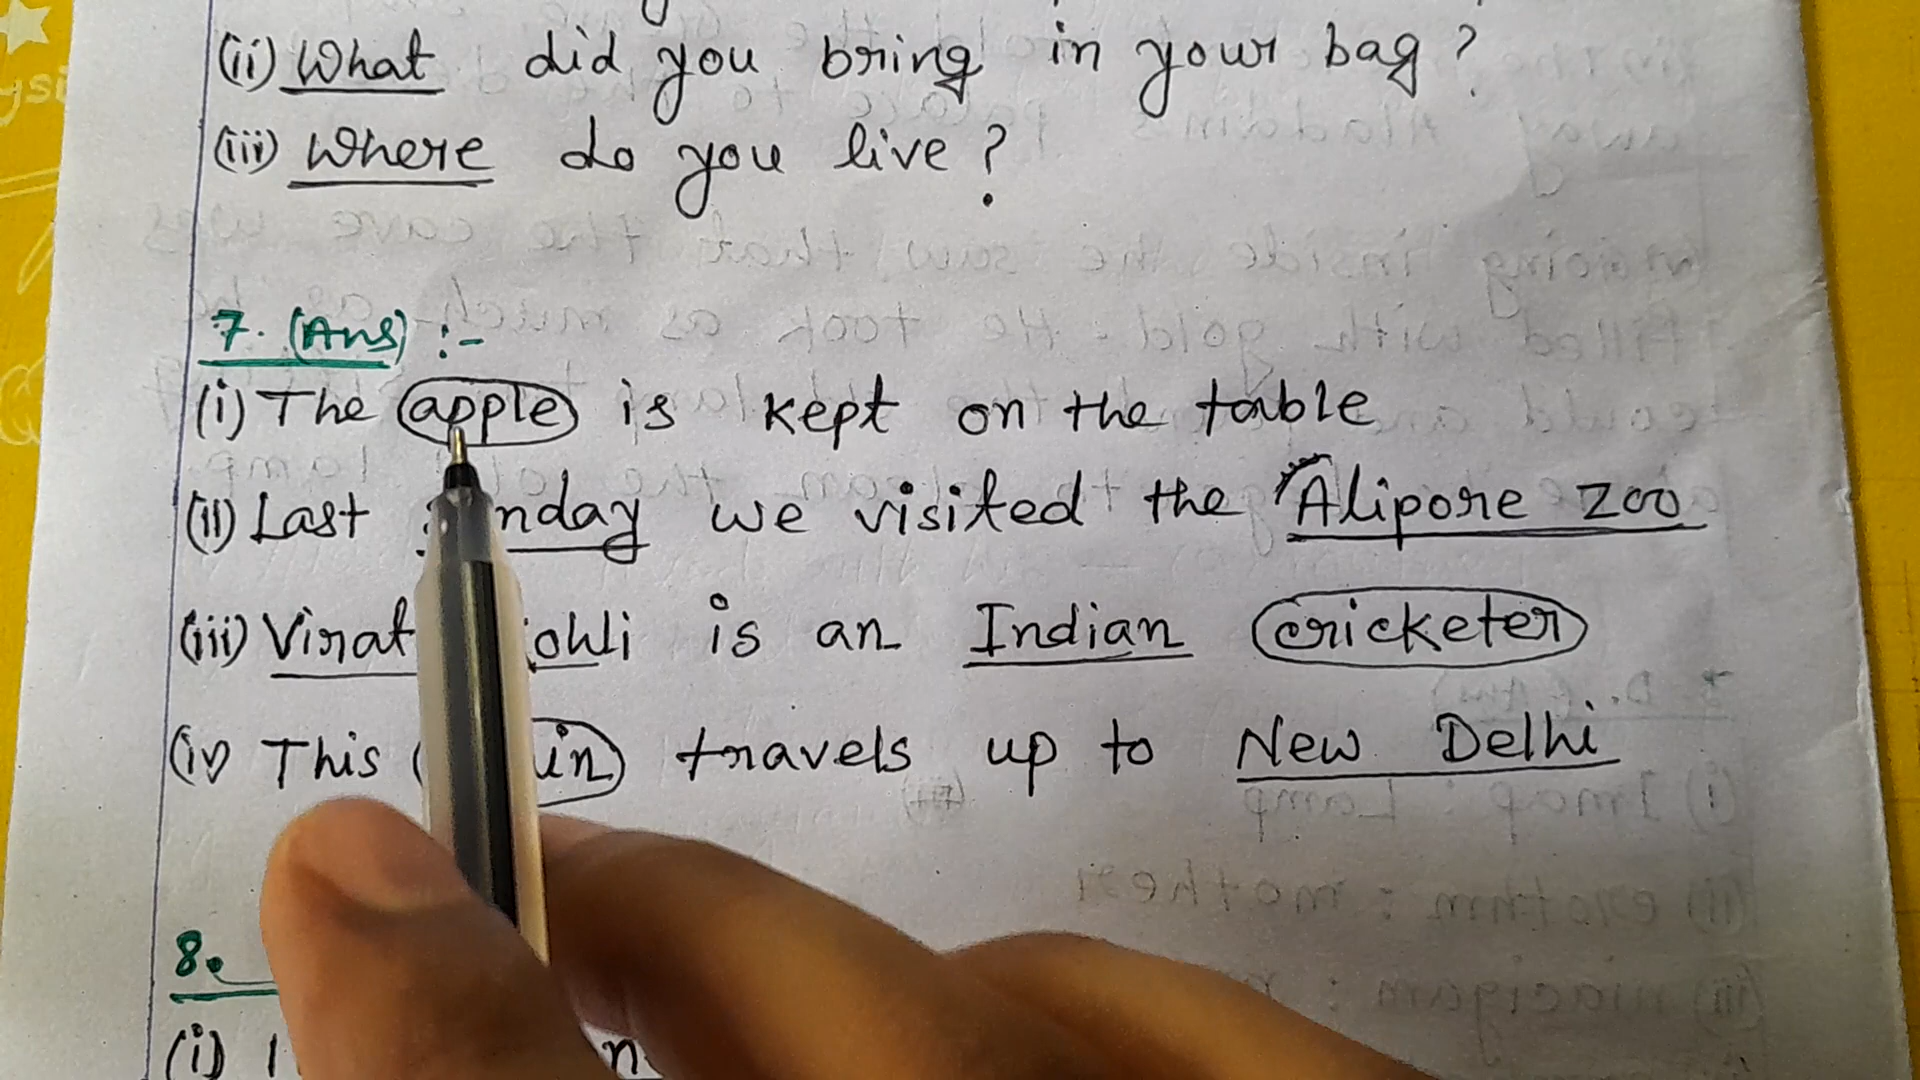 (ii) What did you bring in your bag?
(iii) Where do you live?
7. (Ans) :-
(i) The apple is kept on the table
(ii) Last nday we visited the Alipore zoo
(iii) Virat ohli is an Indian cricketer
(iv) This in travels up to New Delhi
8.
(i) I